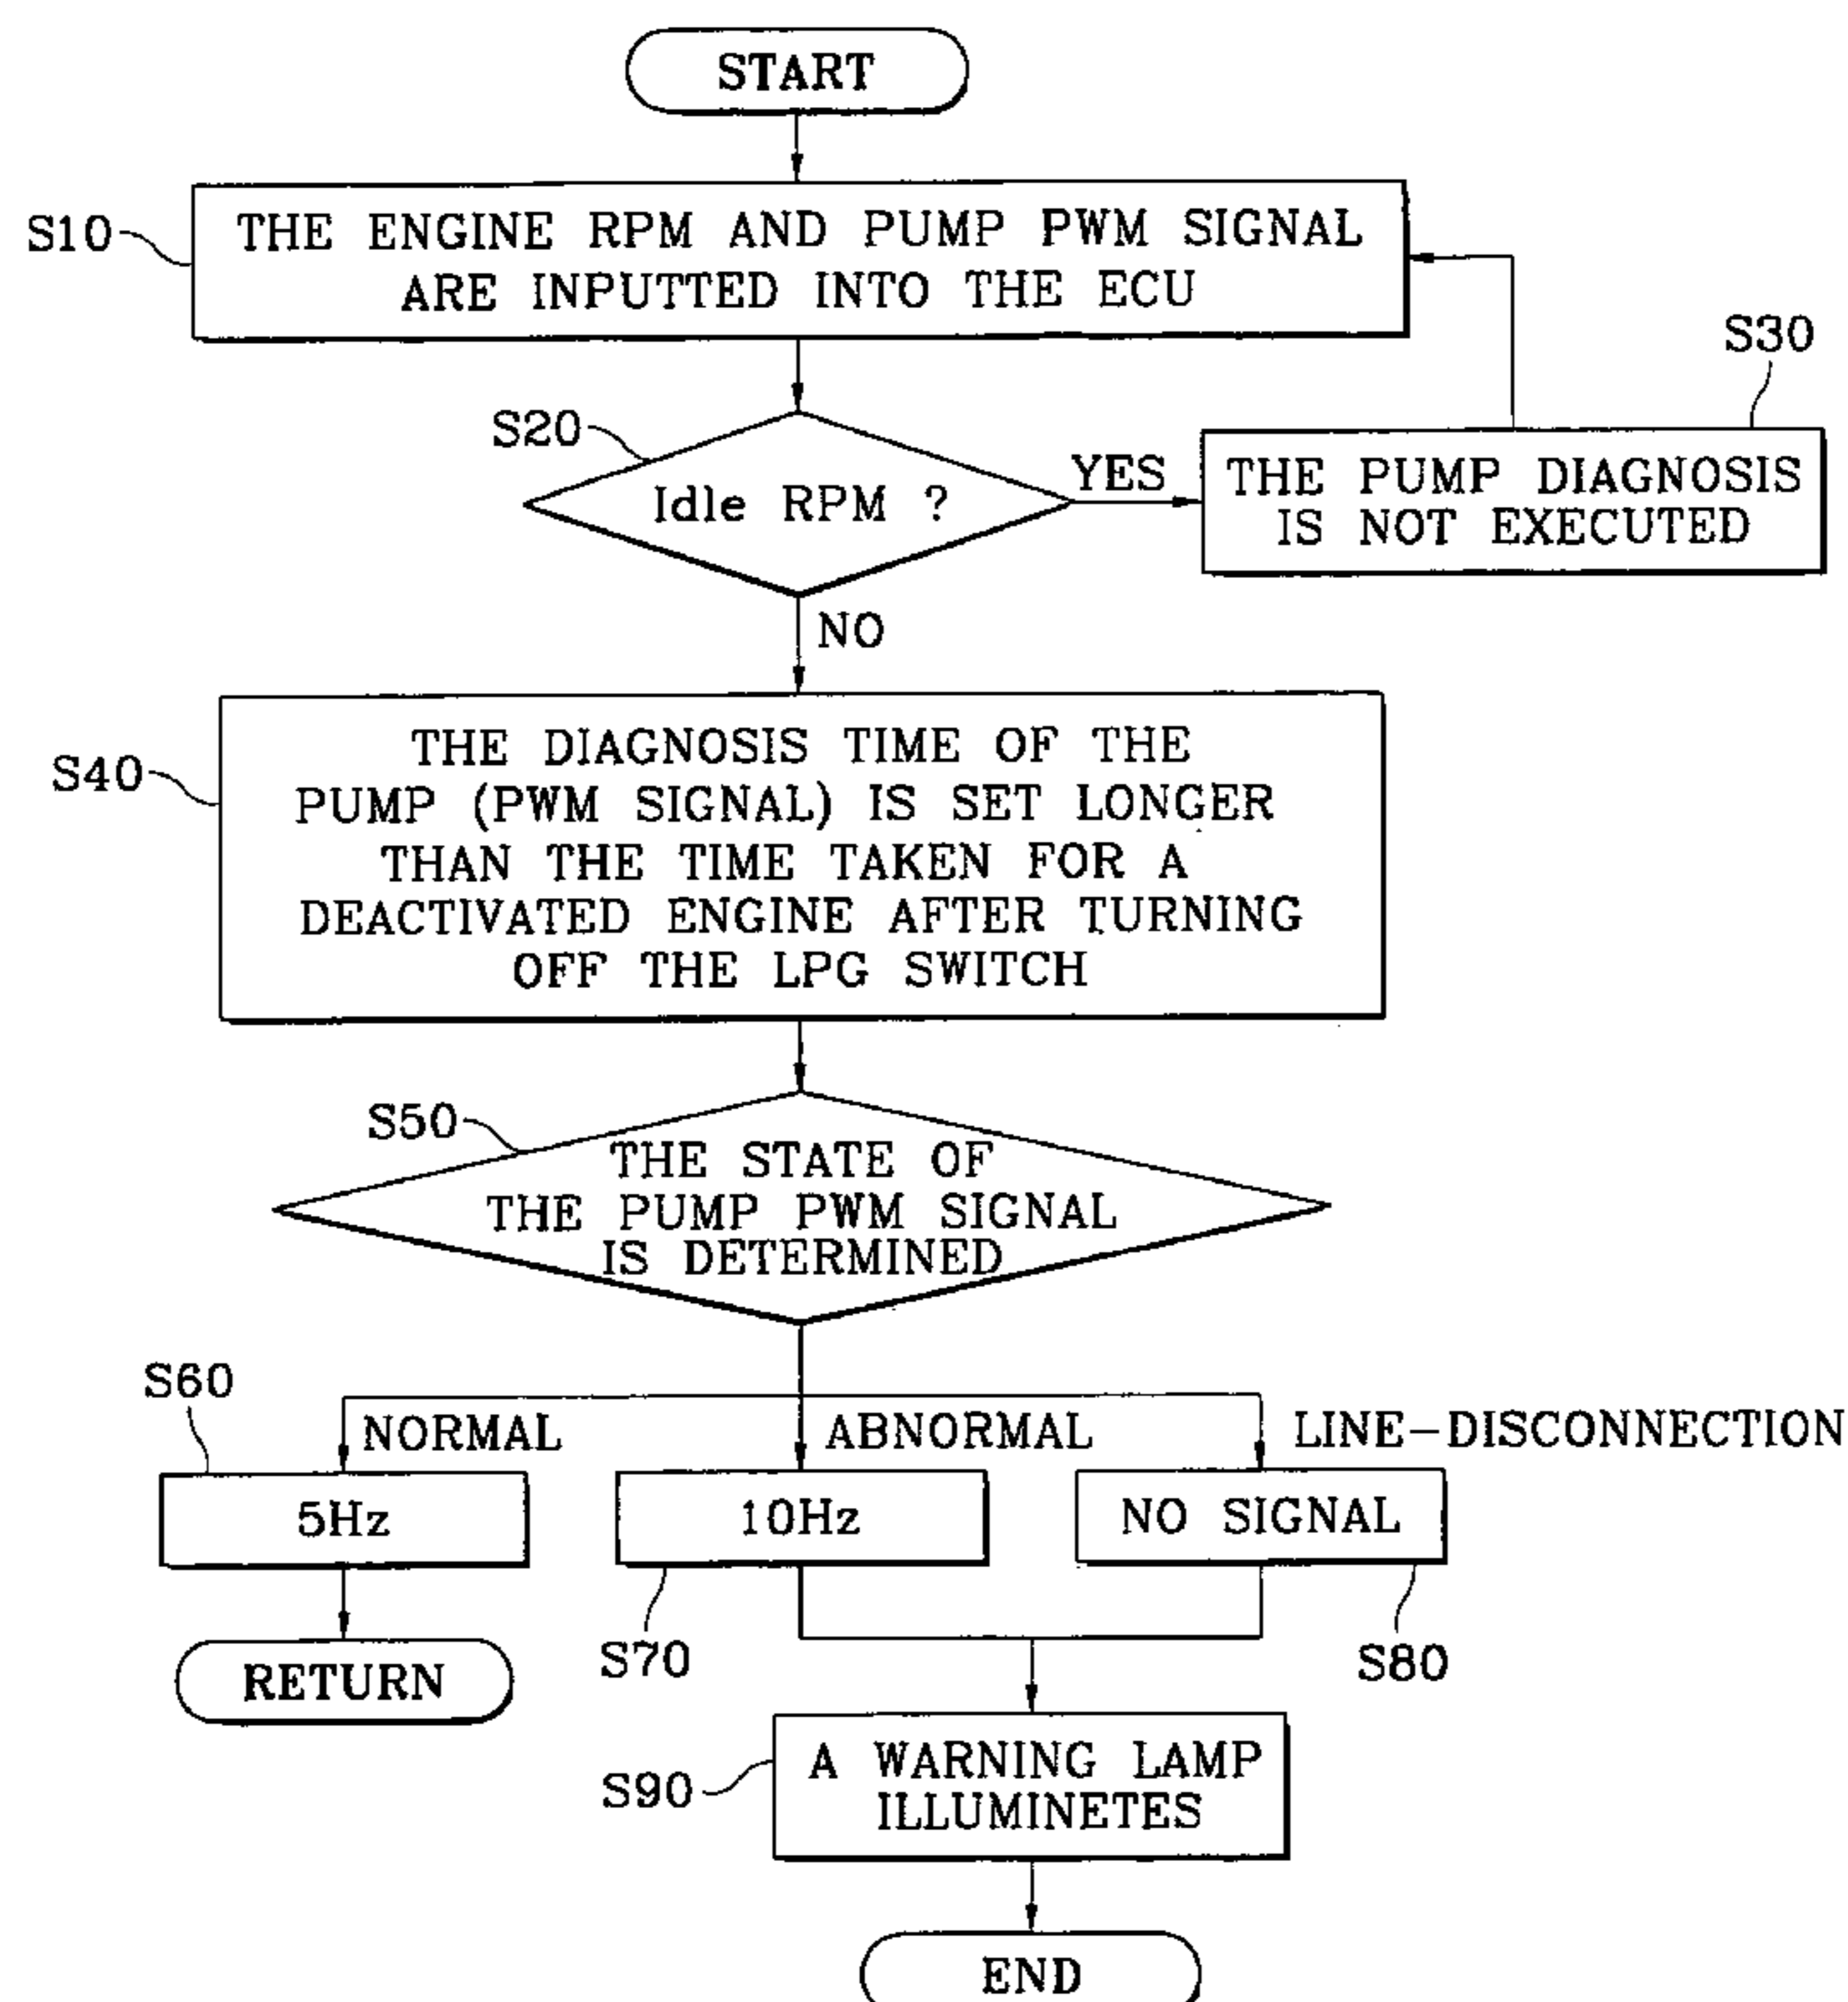 START
S10
THE ENGINE RPM AND PUMP PWM SIGNAL
ARE INPUTTED INTO THE ECU
S30
S20
Idle RPM ?
YES
THE PUMP DIAGNOSIS
IS NOT EXECUTED
NO
S40
THE DIAGNOSIS TIME OF THE
PUMP (PWM SIGNAL) IS SET LONGER
THAN THE TIME TAKEN FOR A
DEACTIVATED ENGINE AFTER TURNING
OFF THE LPG SWITCH
S50
THE STATE OF
THE PUMP PWM SIGNAL
IS DETERMINED
S60
NORMAL
ABNORMAL
LINE-DISCONNECTION
5Hz
10Hz
NO SIGNAL
S70
S80
RETURN
S90
A WARNING LAMP
ILLUMINETES
END